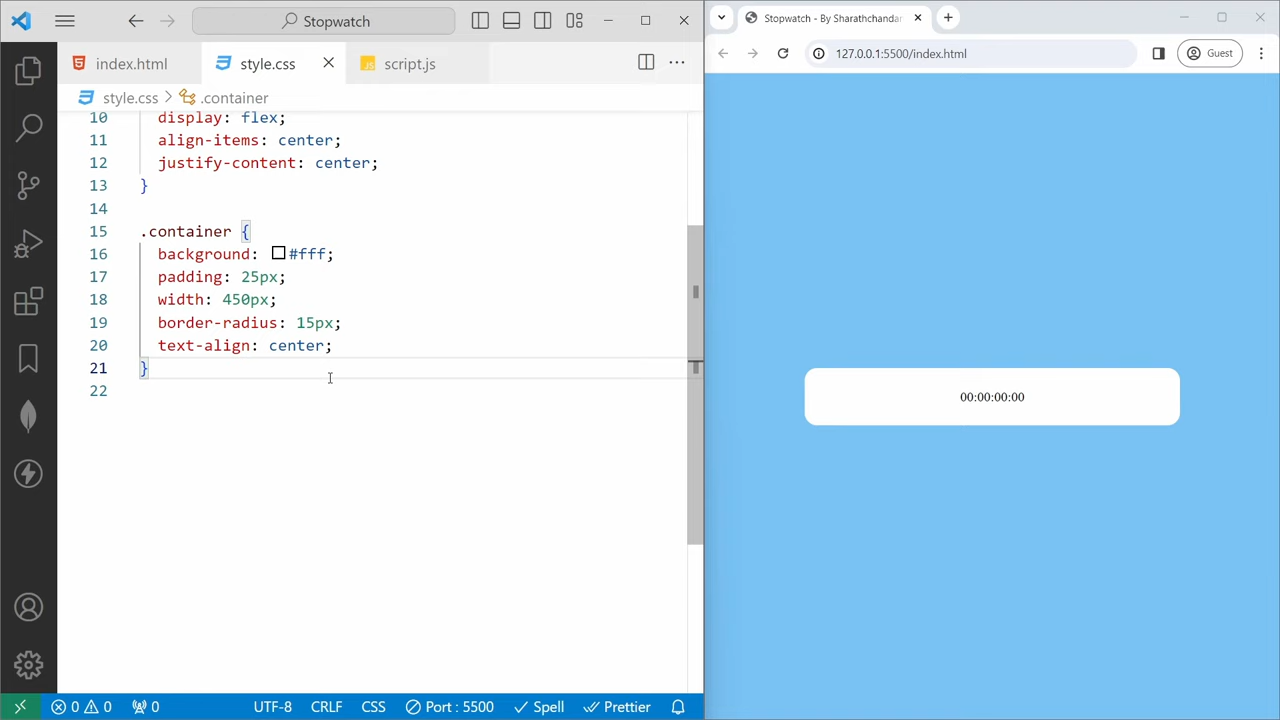 Stopwatch
index.html
style.css
script.js
style.css
.container
10 display: flex;
11 align-items: center;
12 justify-content: center;
13 }
14
15 .container {
16 background: #fff;
17 padding: 25px;
18 width: 450px;
19 border-radius: 15px;
20 text-align: center;
21 }
22
0 0 0
UTF-8
CRLF
CSS
Port : 5500
Spell
Prettier
Stopwatch - By Sharathchandar
127.0.0.1:5500/index.html
Guest
00:00:00:00